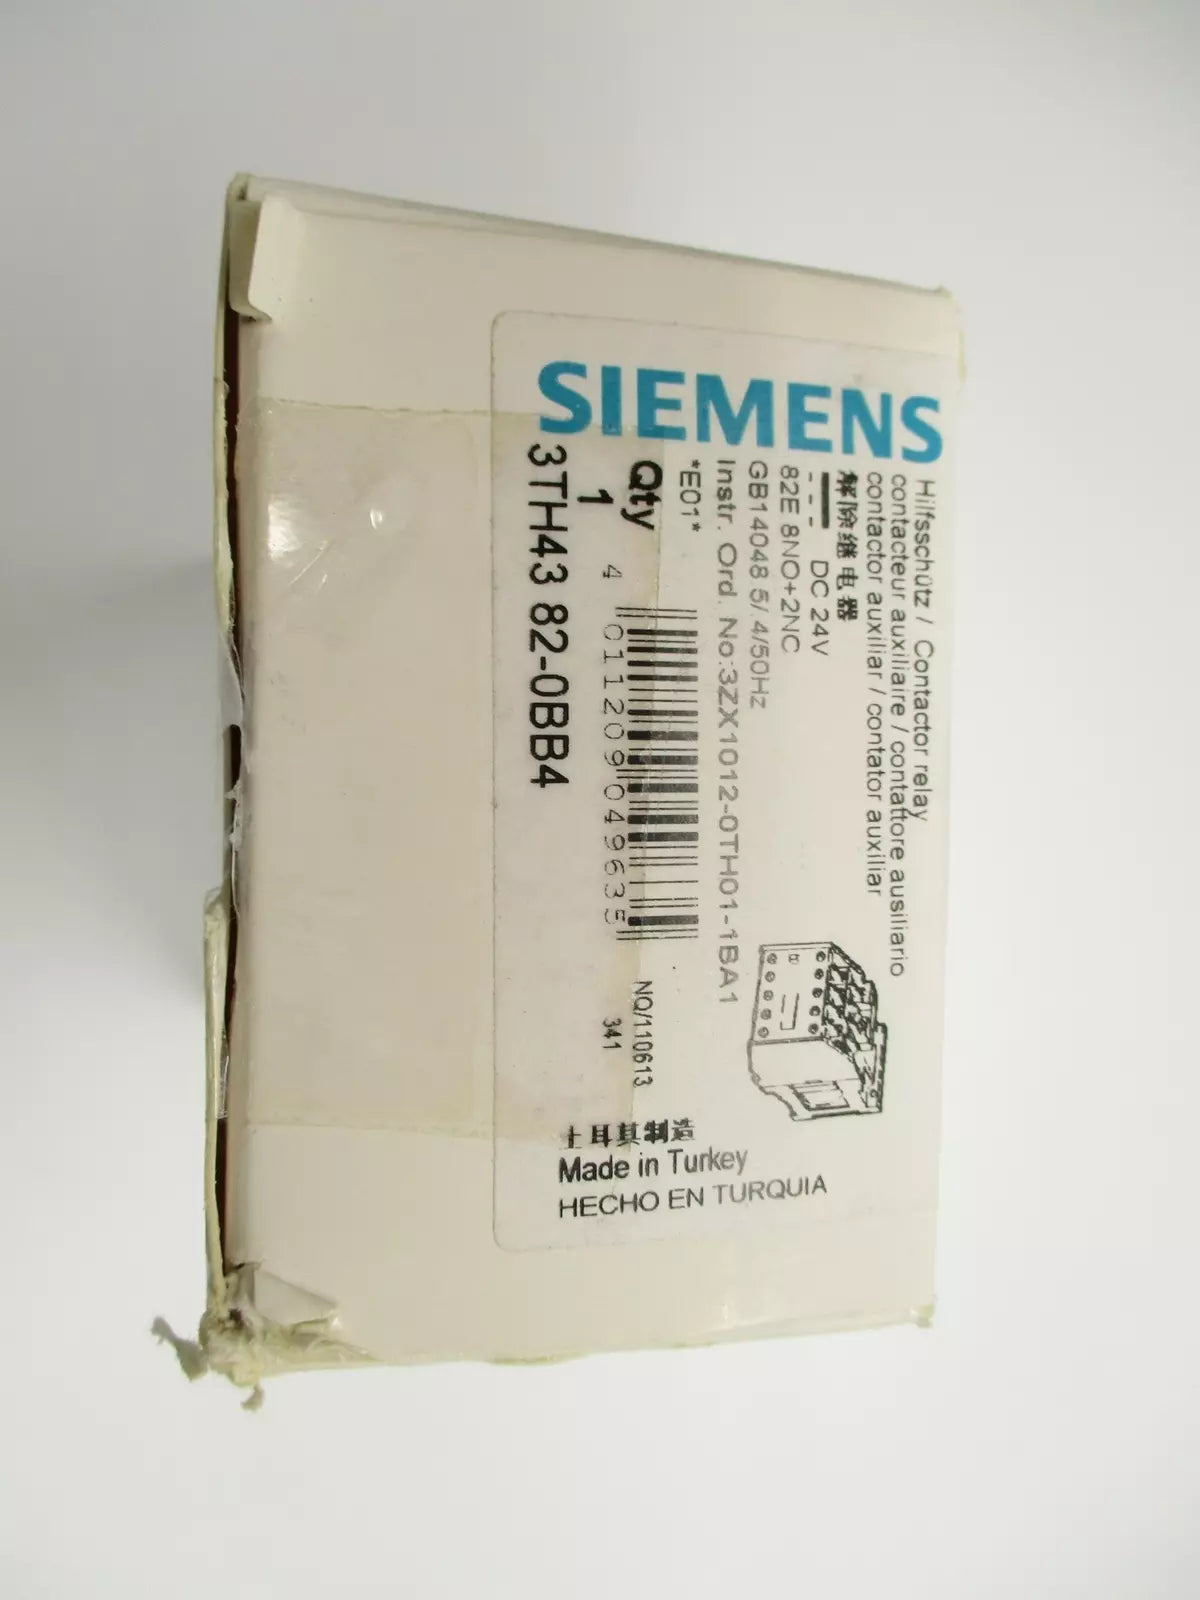 SIEMENS
Hilfsschütz / Contactor relay
contacteur auxiliaire / contattore ausiliario
contactor auxiliar / contator auxiliar
解除继电器
DC 24V
82E 8NO+2NC
GB14048 5/.4/50Hz
Instr. Ord. No:3ZX1012-0TH01-1BA1
*E01*
Qty
1
4 011209 049635
NQ/110613
341
3TH43 82-0BB4
土耳其制造
Made in Turkey
HECHO EN TURQUIA